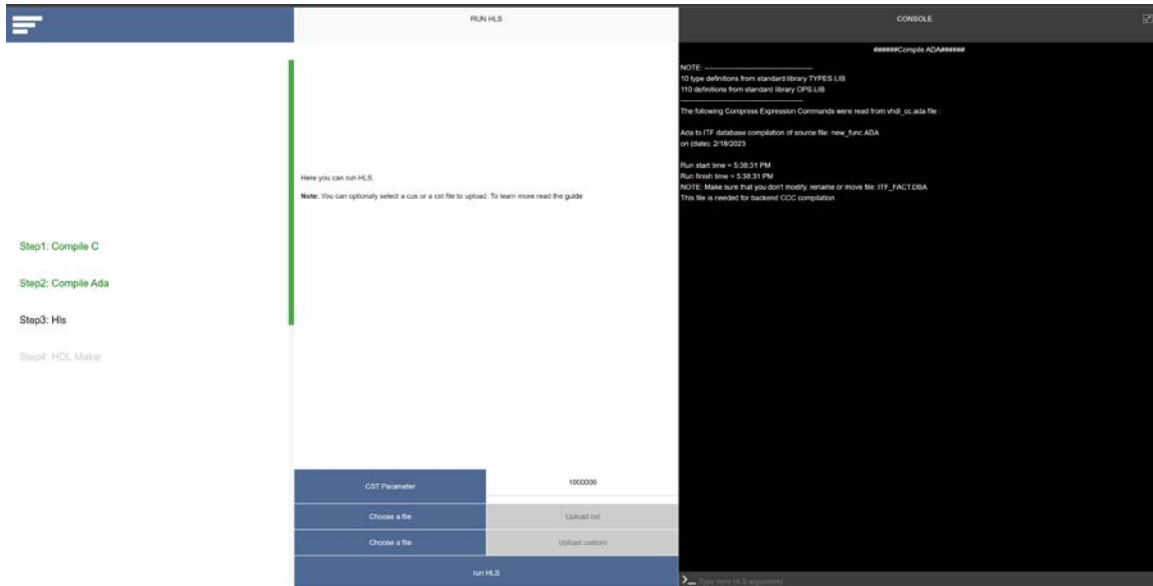 RUN HLS
CONSOLE
Step1: Compile C
Step2: Compile Ada
Step3: Hls
Step4: HDL Maker
Here you can run HLS.
Note: You can optionally select a cus or a cst file to upload. To learn more read the guide
CST Parameter
1000000
Choose a file
Upload cst
Choose a file
Upload custom
run HLS
######Compile ADA######
NOTE: ----------------------------------------
10 type definitions from standard library TYPES.LIB
110 definitions from standard library OPS.LIB
----------------------------------------
The following Compress Expression Commands were read from vhdl_cc.ada file :
Ada to ITF database compilation of source file: new_func.ADA
on (date): 2/18/2023
Run start time = 5:38:31 PM
Run finish time = 5:38:31 PM
NOTE: Make sure that you don't modify, rename or move file: ITF_FACT.DBA
This file is needed for backend CCC compilation
Type here HLS arguments